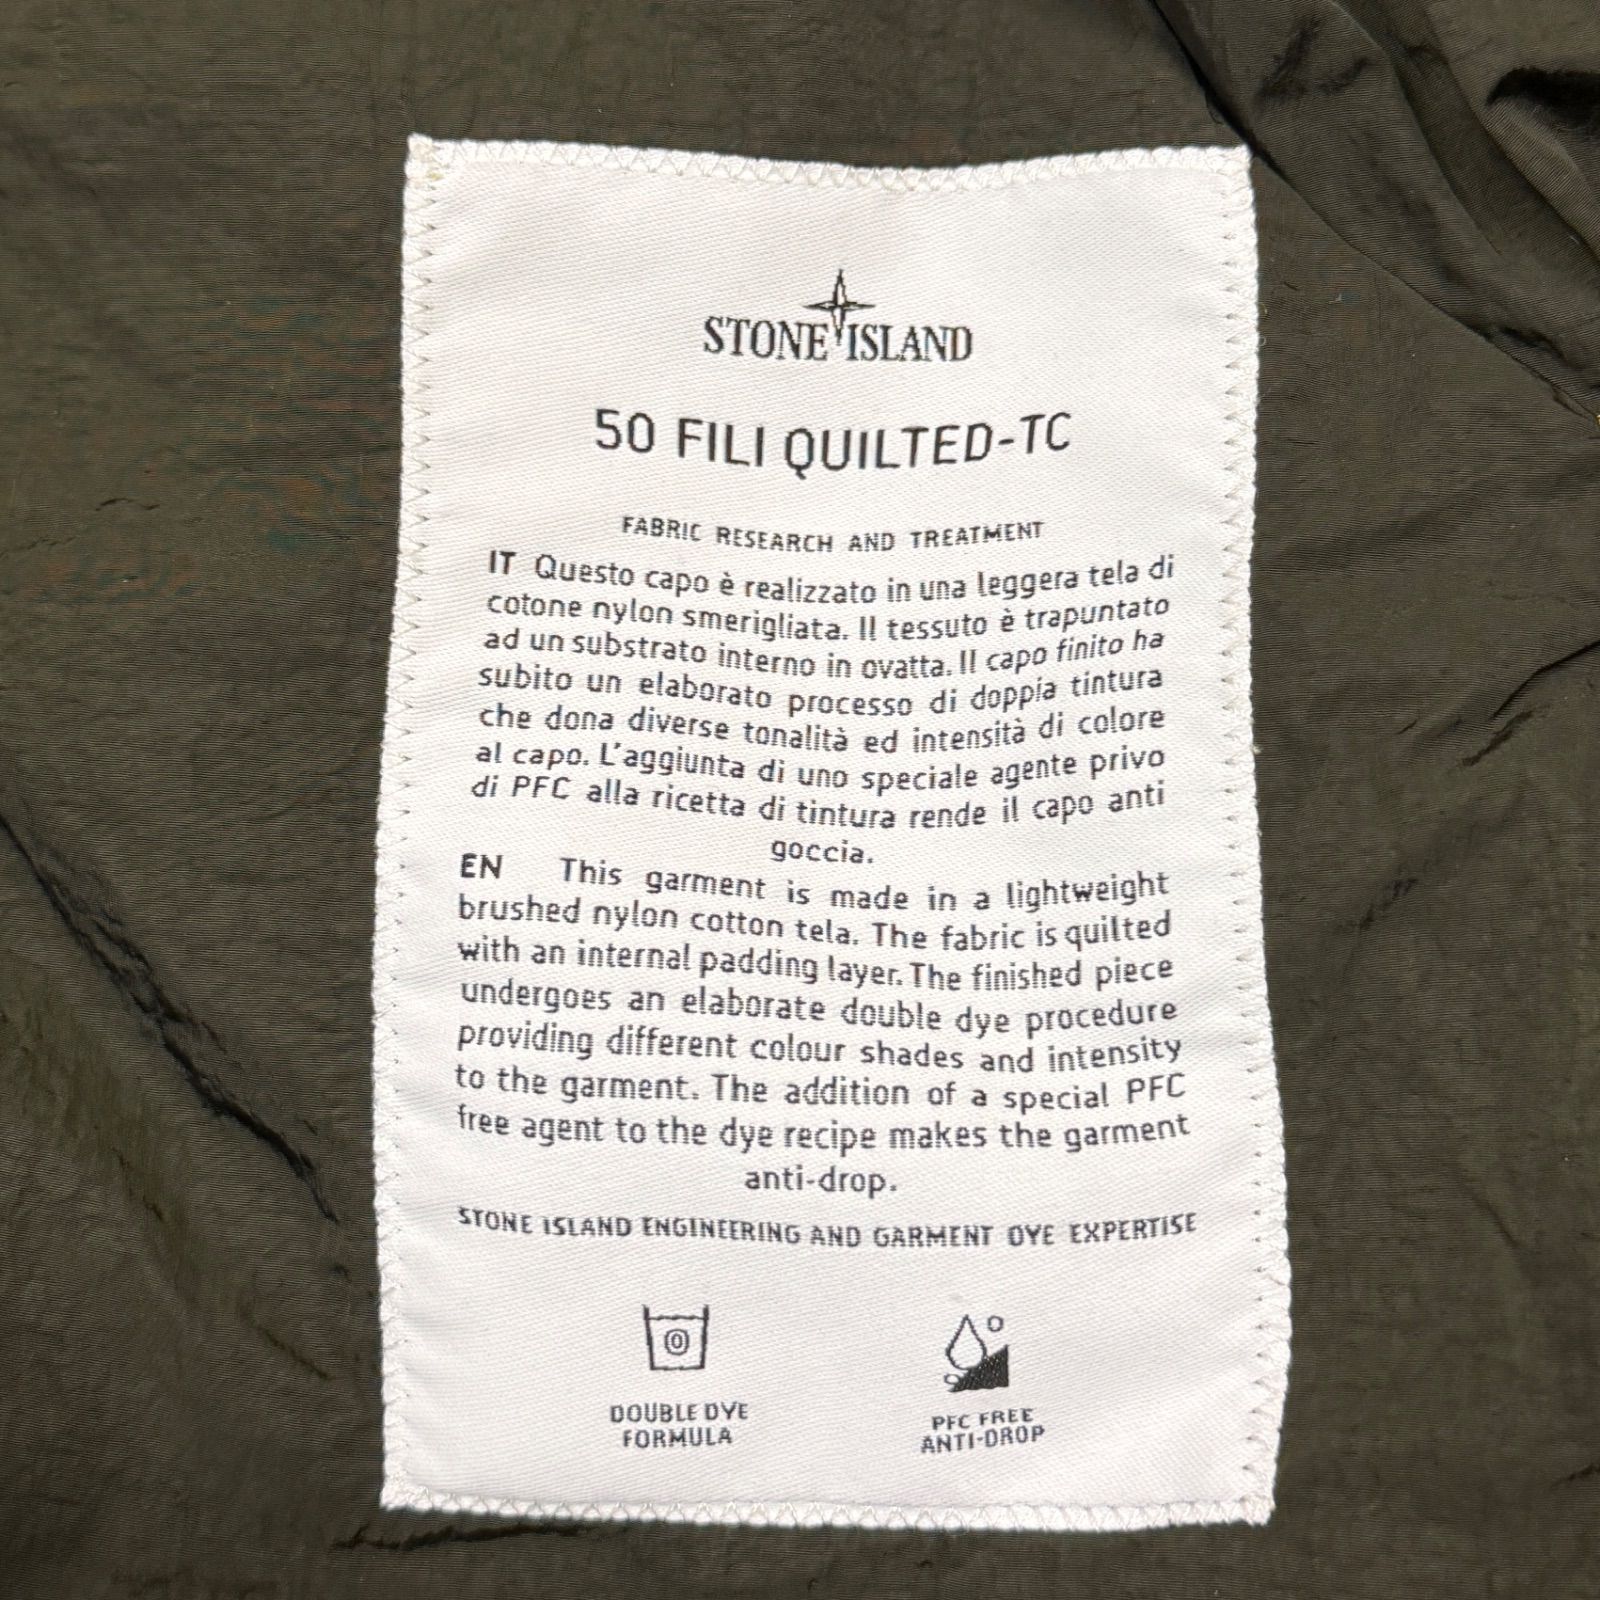 STONE ISLAND
50 FILI QUILTED-TC
FABRIC RESEARCH AND TREATMENT
IT Questo capo è realizzato in una leggera tela di
cotone nylon smerigliata. Il tessuto è trapuntato
ad un substrato interno in ovatta. Il capo finito ha
subito un elaborato processo di doppia tintura
che dona diverse tonalità ed intensità di colore
al capo. L'aggiunta di uno speciale agente privo
di PFC alla ricetta di tintura rende il capo anti
goccia.
EN This garment is made in a lightweight
brushed nylon cotton tela. The fabric is quilted
with an internal padding layer. The finished piece
undergoes an elaborate double dye procedure
providing different colour shades and intensity
to the garment. The addition of a special PFC
free agent to the dye recipe makes the garment
anti-drop.
STONE ISLAND ENGINEERING AND GARMENT DYE EXPERTISE
DOUBLE DYE
FORMULA
PFC FREE
ANTI-DROP